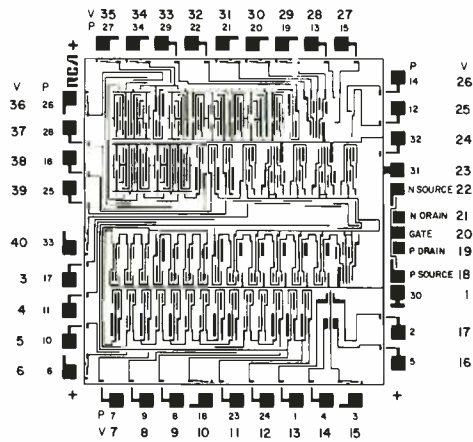 V 35 34 33 32 31 30 29 28 27
P 27 34 29 22 21 20 19 13 15
RCA
V P
36 26
37 28
38 16
39 25
40 33
3 17
4 11
5 10
6 6
P V
14 26
12 25
32 24
31 23
N SOURCE 22
N DRAIN 21
GATE 20
P DRAIN 19
P SOURCE 18
30 1
2 17
5 16
P 7 9 8 18 23 24 1 4 3
V 7 8 9 10 11 12 13 14 15